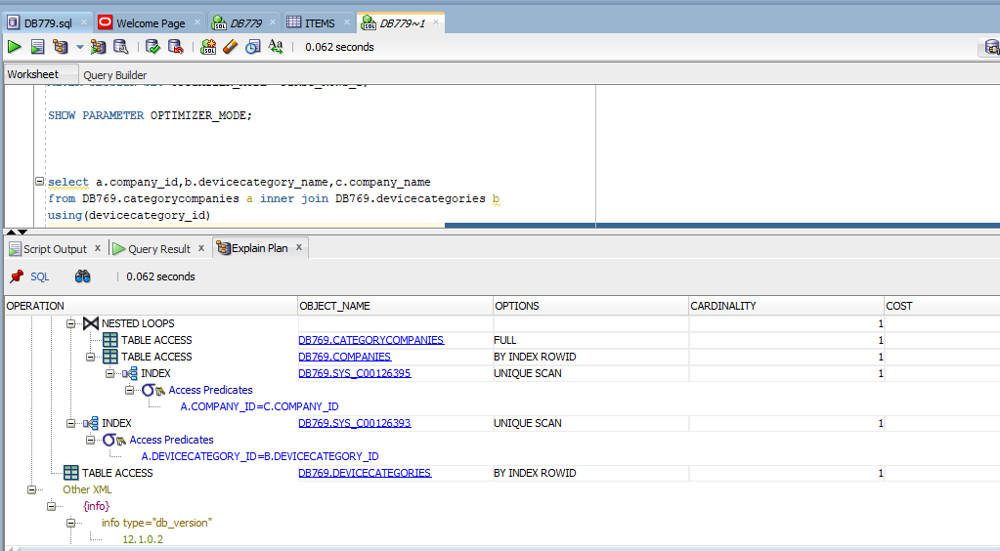 DB779.sql Welcome Page DB779 ITEMS DB779~1
0.062 seconds
Worksheet Query Builder
SHOW PARAMETER OPTIMIZER_MODE;
select a.company_id,b.devicecategory_name,c.company_name
from DB769.categorycompanies a inner join DB769.devicecategories b
using(devicecategory_id)
Script Output x Query Result x Explain Plan x
SQL 0.062 seconds
OPERATION OBJECT_NAME OPTIONS CARDINALITY COST
NESTED LOOPS 1
TABLE ACCESS DB769.CATEGORYCOMPANIES FULL 1
TABLE ACCESS DB769.COMPANIES BY INDEX ROWID 1
INDEX DB769.SYS_C00126395 UNIQUE SCAN 1
Access Predicates
A.COMPANY_ID=C.COMPANY_ID
INDEX DB769.SYS_C00126393 UNIQUE SCAN 1
Access Predicates
A.DEVICECATEGORY_ID=B.DEVICECATEGORY_ID
TABLE ACCESS DB769.DEVICECATEGORIES BY INDEX ROWID 1
Other XML
{info}
info type="db_version"
12.1.0.2